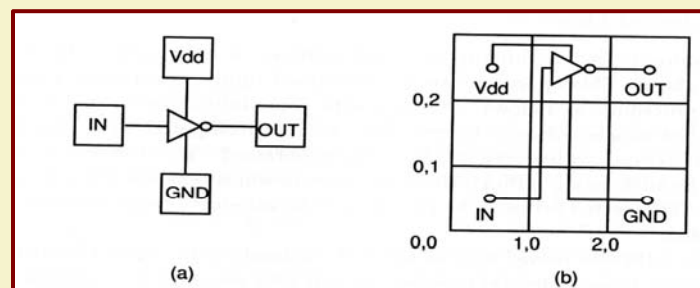 Vdd
IN
OUT
GND
(a)
Vdd
OUT
0,2
0,1
IN
GND
0,0
1,0
2,0
(b)